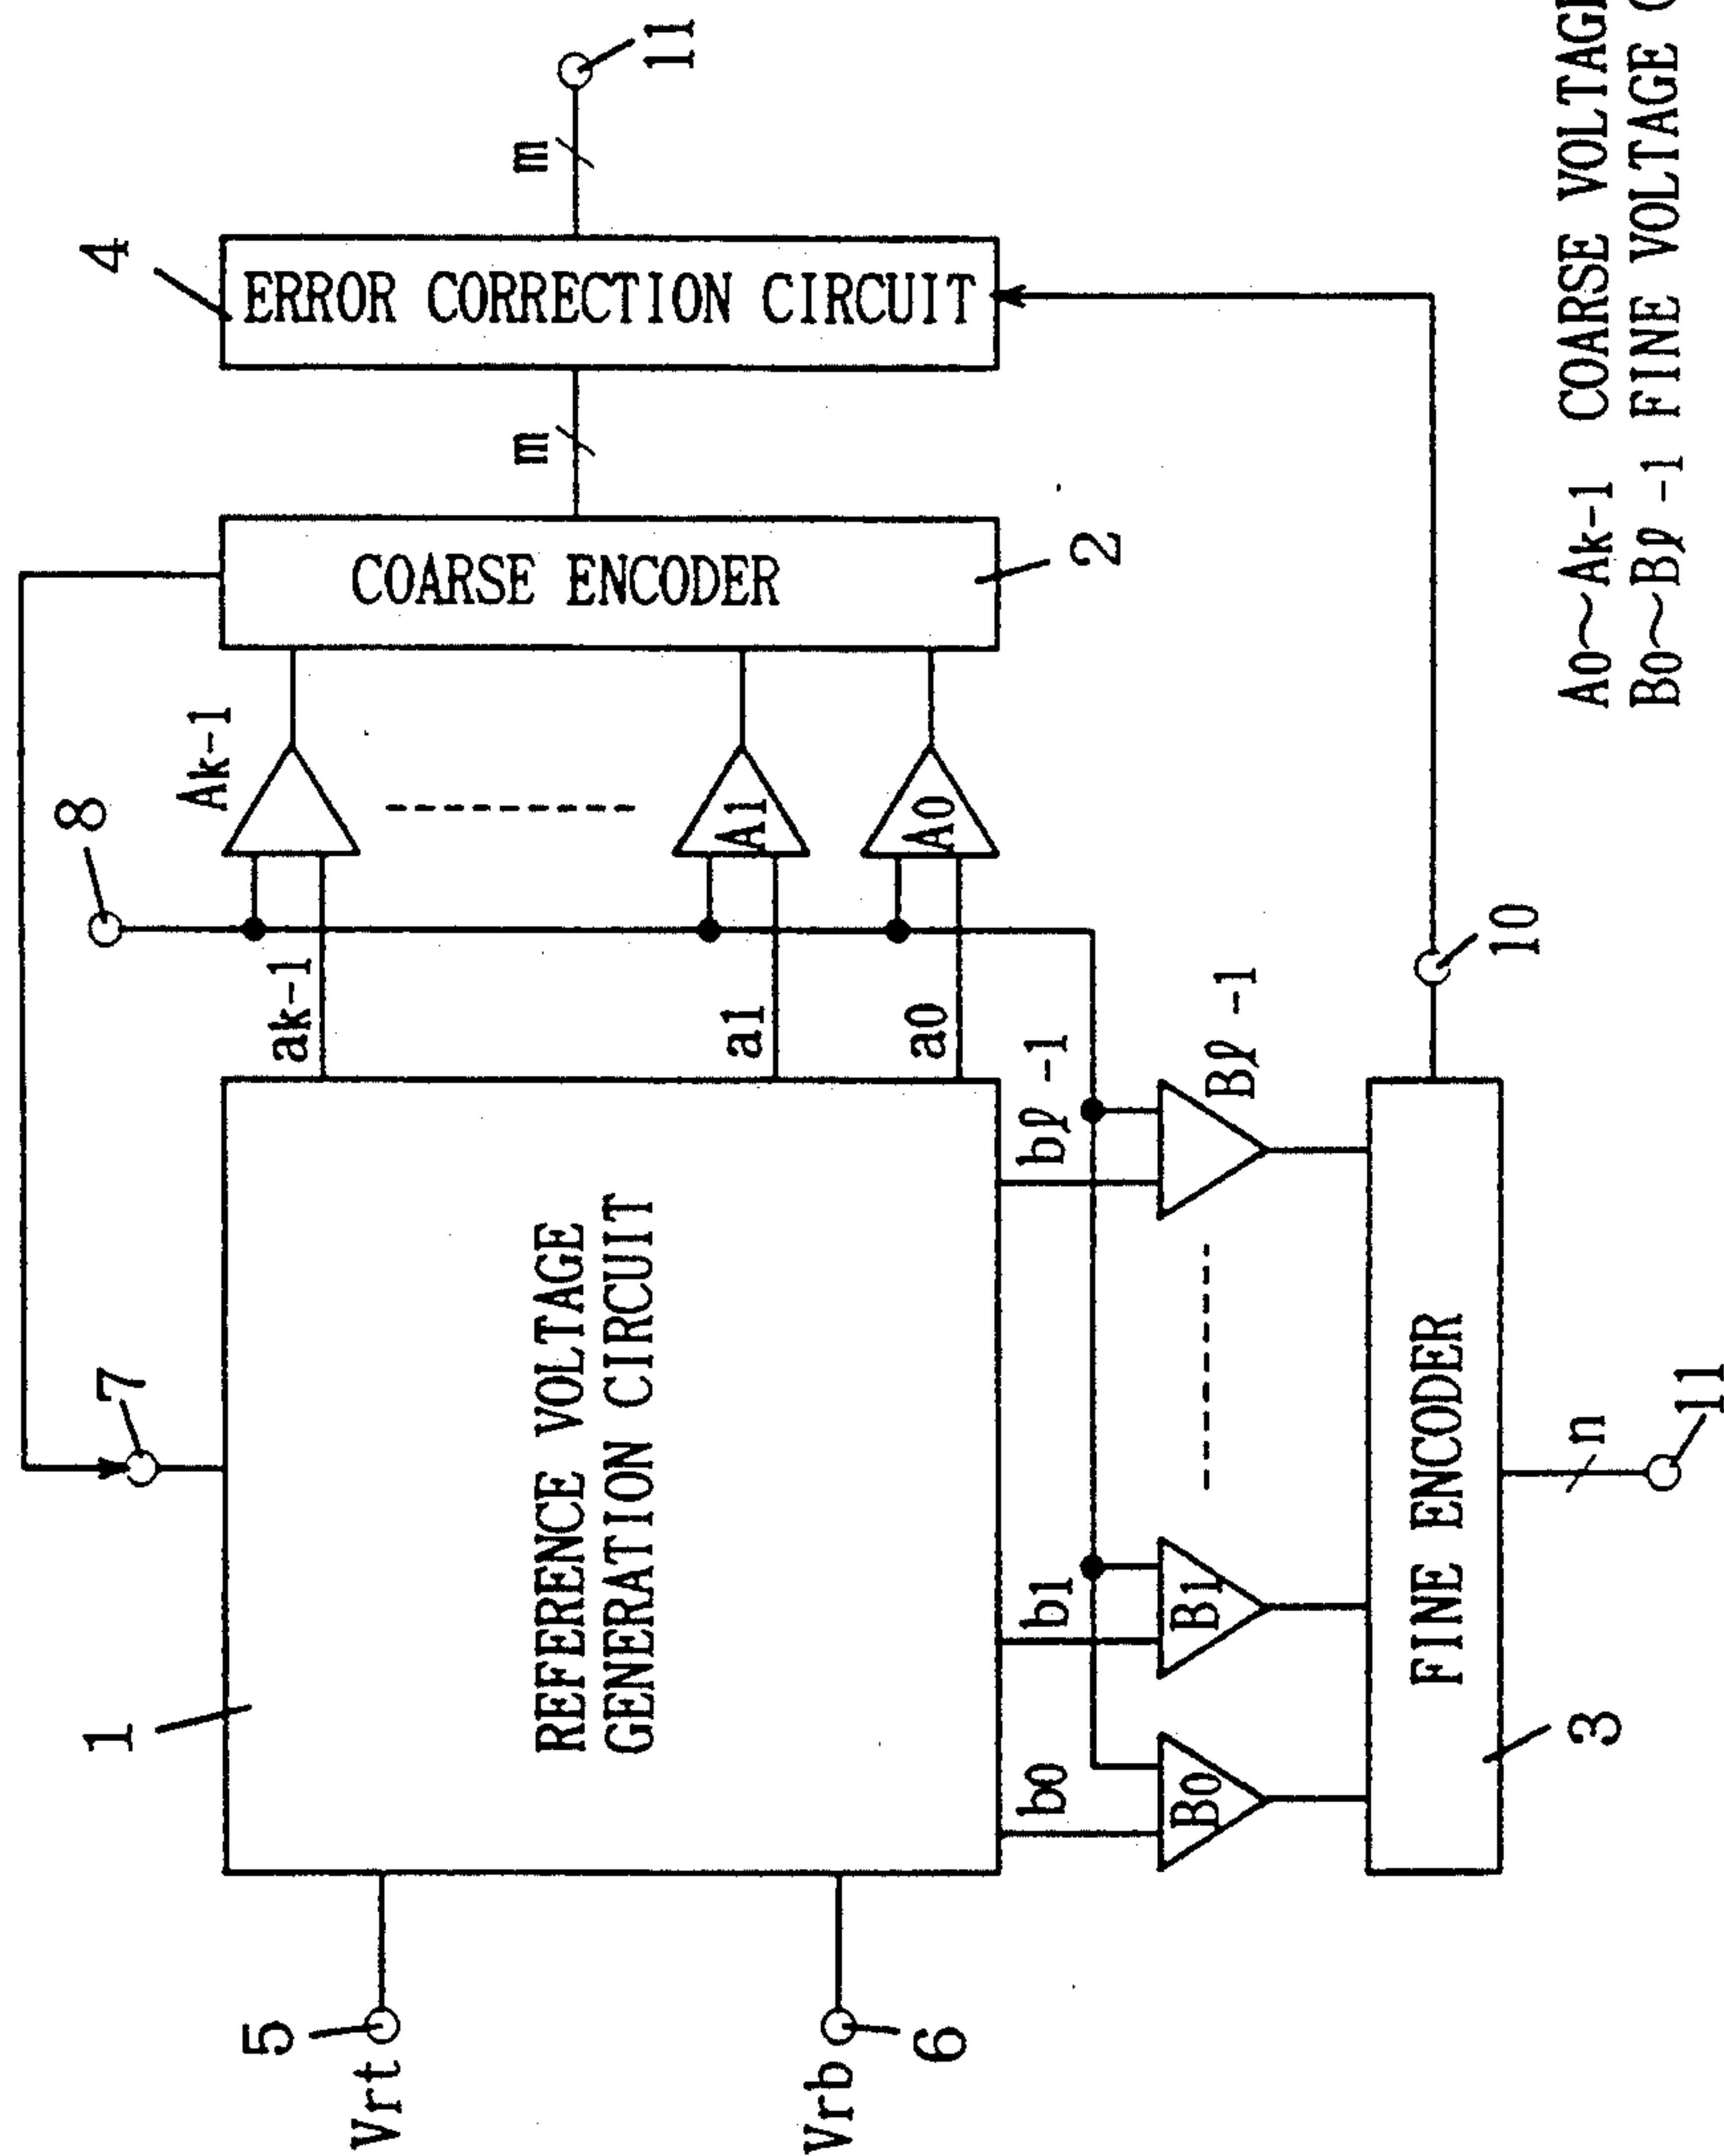 4
ERROR CORRECTION CIRCUIT
m
11
m
COARSE ENCODER
2
8
Ak-1
A1
A0
ak-1
a1
a0
7
1
REFERENCE VOLTAGE
GENERATION CIRCUIT
5
Vrt
Vrb
6
b0
b1
bℓ-1
B0
B1
Bℓ-1
FINE ENCODER
3
10
n
11
A0~Ak-1 COARSE VOLTAGE
B0~Bℓ-1 FINE VOLTAGE C